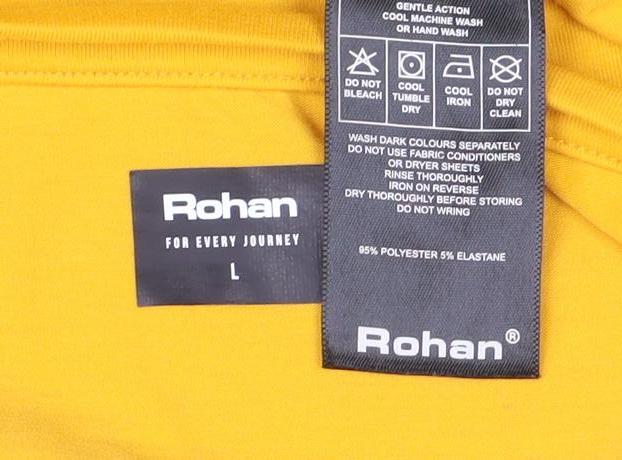 GENTLE ACTION
COOL MACHINE WASH
OR HAND WASH
DO NOT
BLEACH
COOL
TUMBLE
DRY
COOL
IRON
DO NOT
DRY
CLEAN
WASH DARK COLOURS SEPARATELY
DO NOT USE FABRIC CONDITIONERS
OR DRYER SHEETS
RINSE THOROUGHLY
IRON ON REVERSE
DRY THOROUGHLY BEFORE STORING
DO NOT WRING
95% POLYESTER 5% ELASTANE
Rohan®
Rohan
FOR EVERY JOURNEY
L